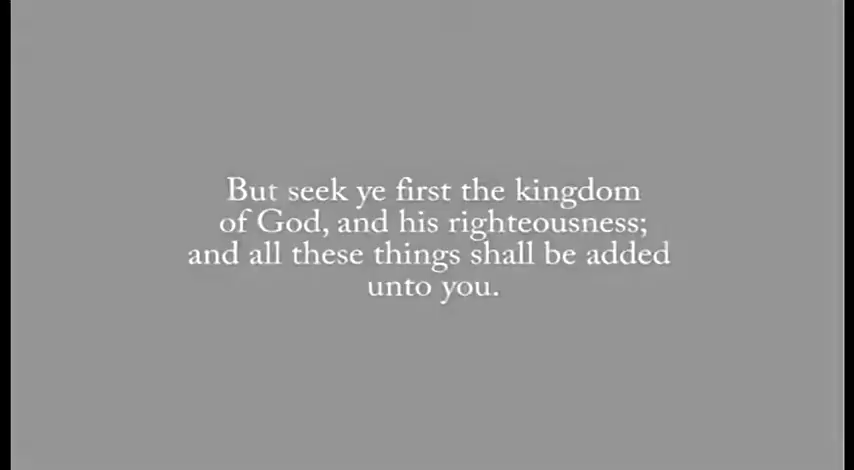 But seek ye first the kingdom
of God, and his righteousness;
and all these things shall be added
unto you.